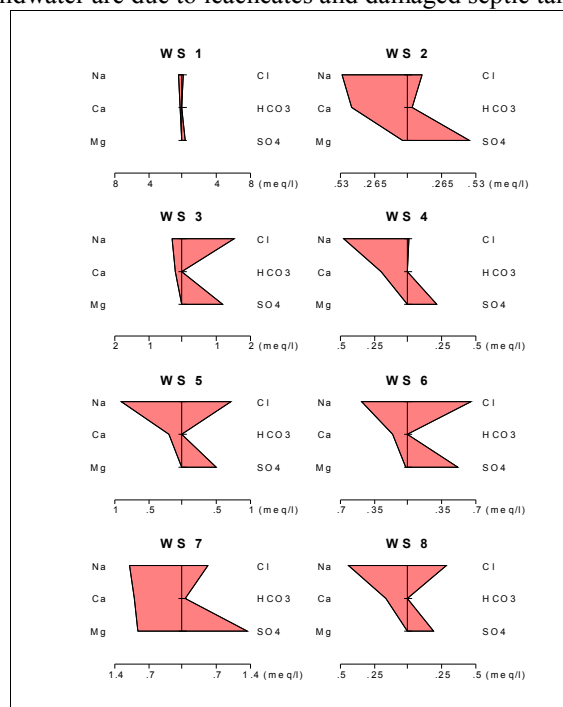 ndwater are due to leachates and damaged septic tan
WS 1
WS 2
Na
Cl
Na
Cl
Ca
HCO3
Ca
HCO3
Mg
SO4
Mg
SO4
8 4 4 8 (meq/l)
.53 .265 .265 .53 (meq/l)
WS 3
WS 4
Na
Cl
Na
Cl
Ca
HCO3
Ca
HCO3
Mg
SO4
Mg
SO4
2 1 1 2 (meq/l)
.5 .25 .25 .5 (meq/l)
WS 5
WS 6
Na
Cl
Na
Cl
Ca
HCO3
Ca
HCO3
Mg
SO4
Mg
SO4
1 .5 .5 1 (meq/l)
.7 .35 .35 .7 (meq/l)
WS 7
WS 8
Na
Cl
Na
Cl
Ca
HCO3
Ca
HCO3
Mg
SO4
Mg
SO4
1.4 .7 .7 1.4 (meq/l)
.5 .25 .25 .5 (meq/l)